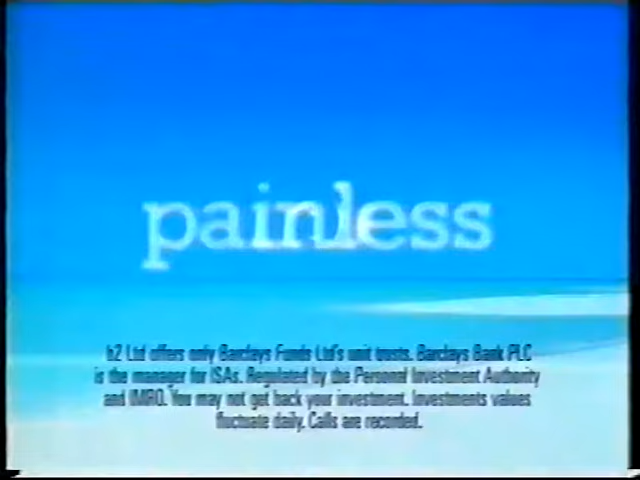 painless
b2 Ltd offers only Barclays Funds Ltd's unit trusts. Barclays Bank PLC
is the manager for ISAs. Regulated by the Personal Investment Authority
and IMRO. You may not get back your investment. Investments values
fluctuate daily. Calls are recorded.